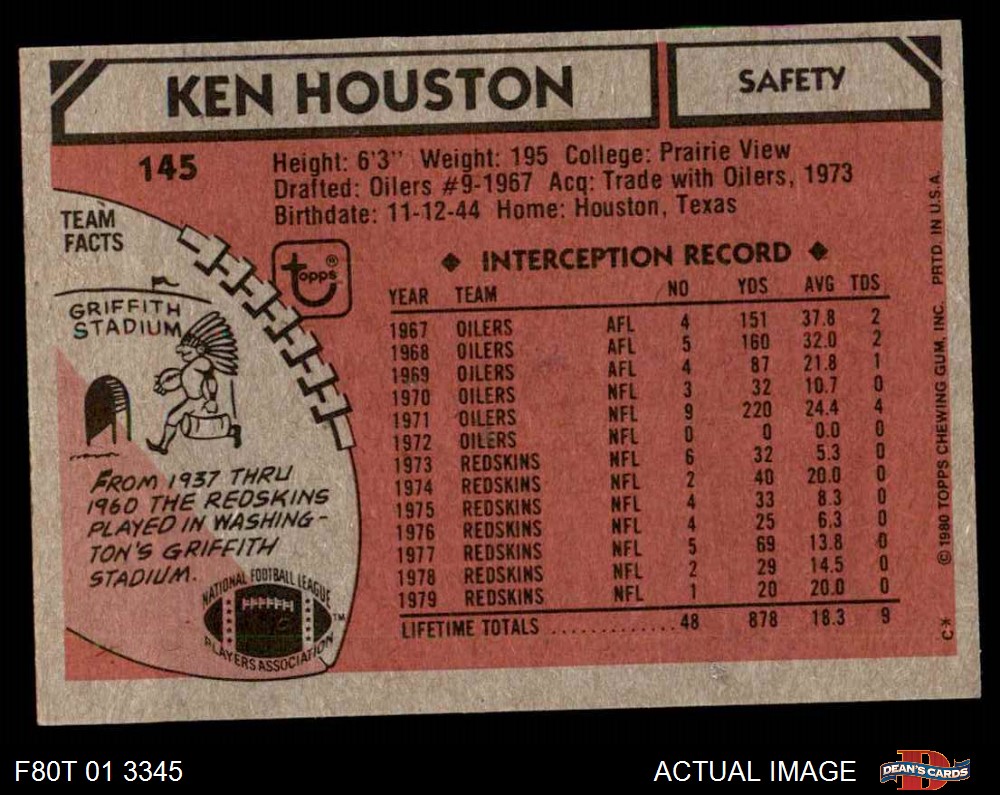 KEN HOUSTON
SAFETY
145
Height: 6'3" Weight: 195 College: Prairie View
Drafted: Oilers #9-1967 Acq: Trade with Oilers, 1973
Birthdate: 11-12-44 Home: Houston, Texas
TEAM
FACTS
topps®
GRIFFITH
STADIUM
FROM 1937 THRU
1960 THE REDSKINS
PLAYED IN WASHING-
TON'S GRIFFITH
STADIUM.
NATIONAL FOOTBALL LEAGUE
PLAYERS ASSOCIATION
TM
◆ INTERCEPTION RECORD ◆
YEAR TEAM NO YDS AVG TDS
1967 OILERS AFL 4 151 37.8 2
1968 OILERS AFL 5 160 32.0 2
1969 OILERS AFL 4 87 21.8 1
1970 OILERS NFL 3 32 10.7 0
1971 OILERS NFL 9 220 24.4 4
1972 OILERS NFL 0 0 0.0 0
1973 REDSKINS NFL 6 32 5.3 0
1974 REDSKINS NFL 2 40 20.0 0
1975 REDSKINS NFL 4 33 8.3 0
1976 REDSKINS NFL 4 25 6.3 0
1977 REDSKINS NFL 5 69 13.8 0
1978 REDSKINS NFL 2 29 14.5 0
1979 REDSKINS NFL 1 20 20.0 0
LIFETIME TOTALS ............ 48 878 18.3 9
© 1980 TOPPS CHEWING GUM, INC. PRTD. IN U.S.A.
C*
F80T 01 3345
ACTUAL IMAGE
DEAN'S CARDS